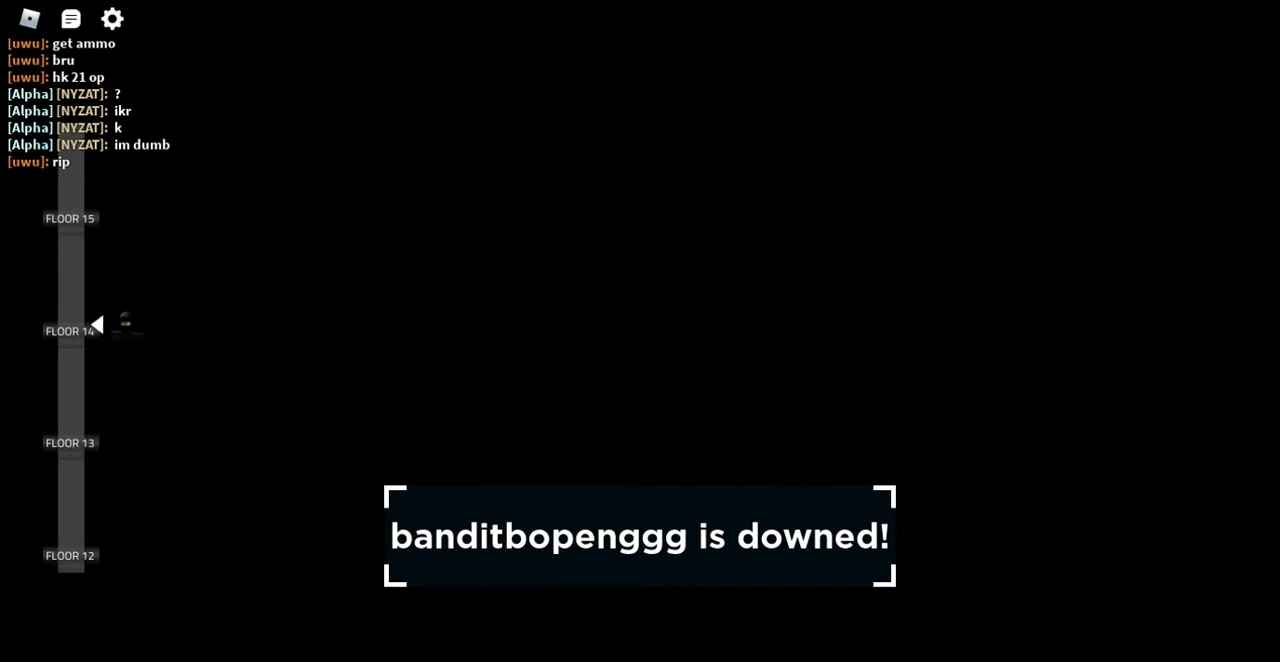 [uwu]: get ammo
[uwu]: bru
[uwu]: hk 21 op
[Alpha] [NYZAT]: ?
[Alpha] [NYZAT]: ikr
[Alpha] [NYZAT]: k
[Alpha] [NYZAT]: im dumb
[uwu]: rip
FLOOR 15
FLOOR 14
FLOOR 13
FLOOR 12
banditbopenggg is downed!